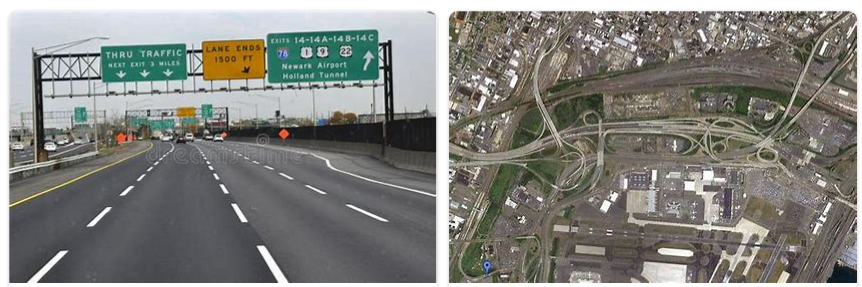 THRU TRAFFIC
NEXT EXIT 3 MILES
LANE ENDS
1500 FT
EXITS 14-14A-14B-14C
78 1 9 22
Newark Airport
Holland Tunnel
dreamstime